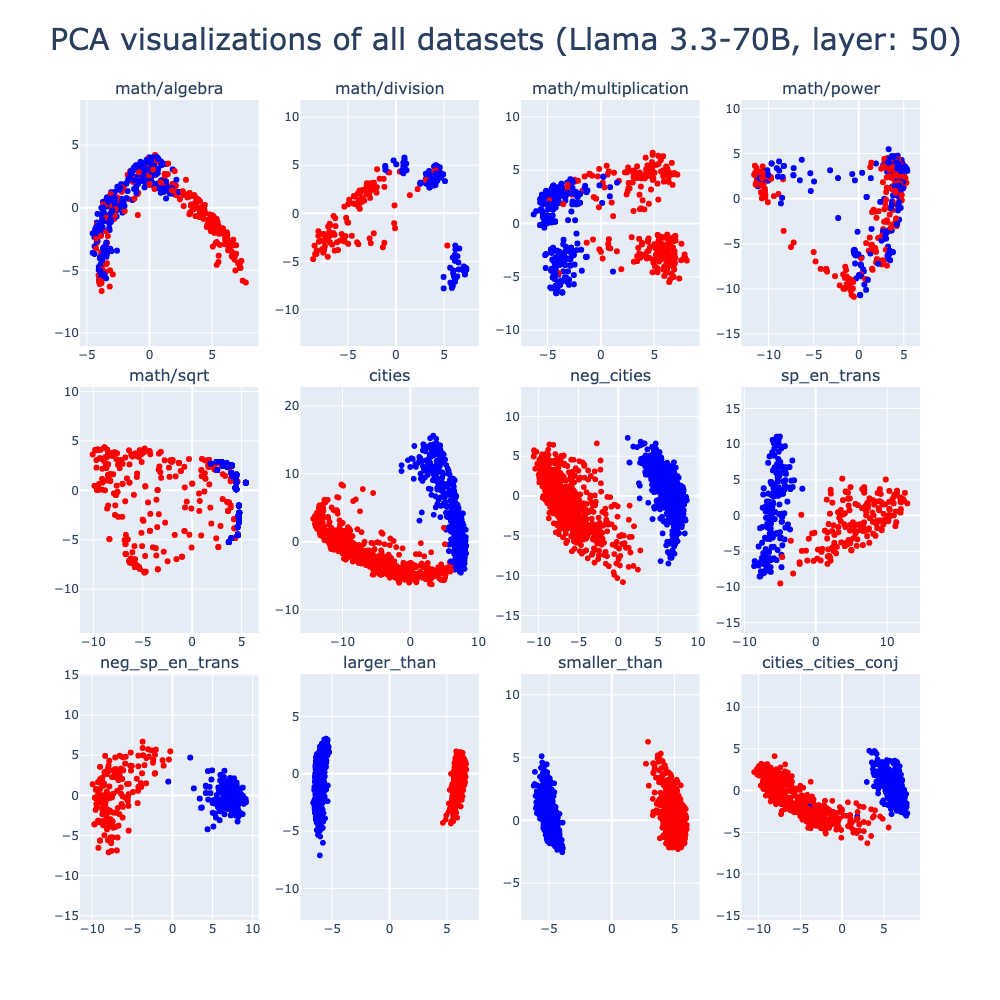 PCA visualizations of all datasets (Llama 3.3-70B, layer: 50)
math/algebra math/division math/multiplication math/power
5 0 −5 −10
10 5 0 −5 −10
10 5 0 −5 −10
10 5 0 −5 −10 −15
−5 0 5
−5 0 5
−5 0 5
−10 −5 0 5
math/sqrt cities neg_cities sp_en_trans
10 5 0 −5 −10
20 10 0 −10
10 5 0 −5 −10 −15
15 10 5 0 −5 −10 −15
−10 −5 0 5
−10 0 10
−10 −5 0 5
−10 0 10
neg_sp_en_trans larger_than smaller_than cities_cities_conj
15 10 5 0 −5 −10 −15
5 0 −5 −10
10 5 0 −5
10 5 0 −5 −10 −15
−10 −5 0 5 10
−5 0 5
−5 0 5
−10 −5 0 5